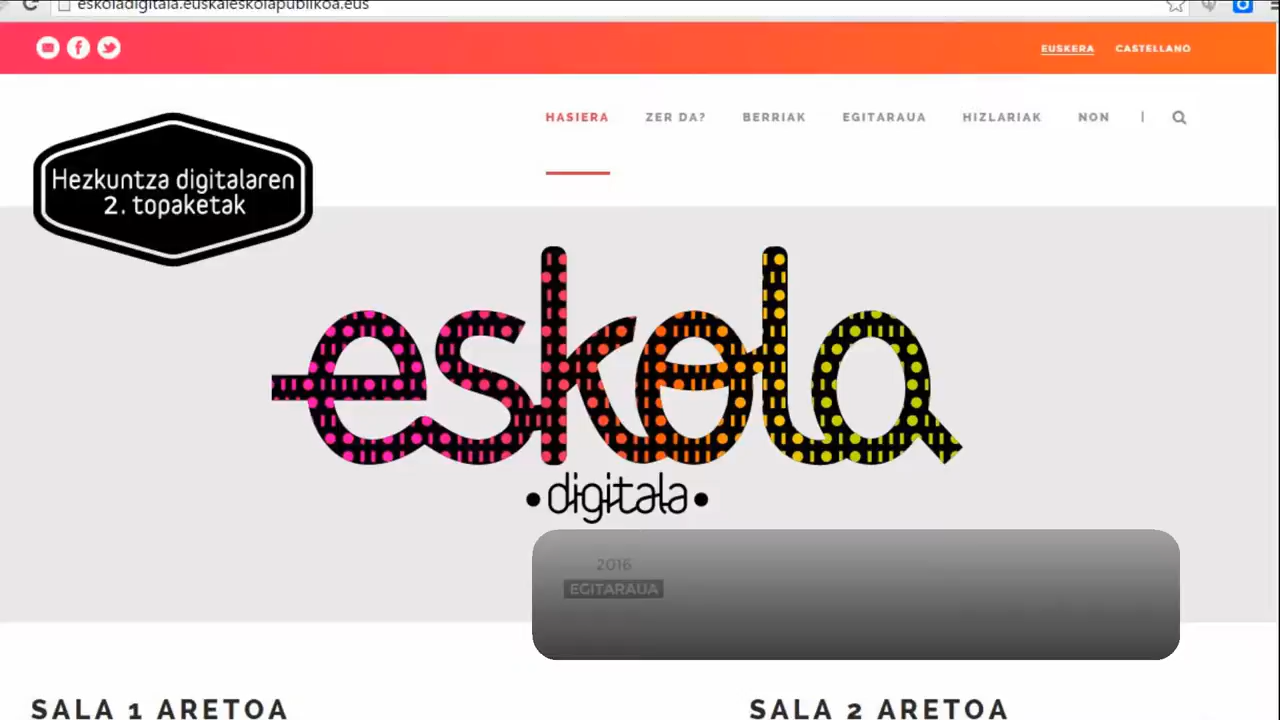 eskoladigitala.euskaleskolapublikoa.eus
EUSKERA CASTELLANO
HASIERA ZER DA? BERRIAK EGITARAUA HIZLARIAK NON |
Hezkuntza digitalaren
2. topaketak
eskola
•digitala•
2016
EGITARAUA
SALA 1 ARETOA
SALA 2 ARETOA